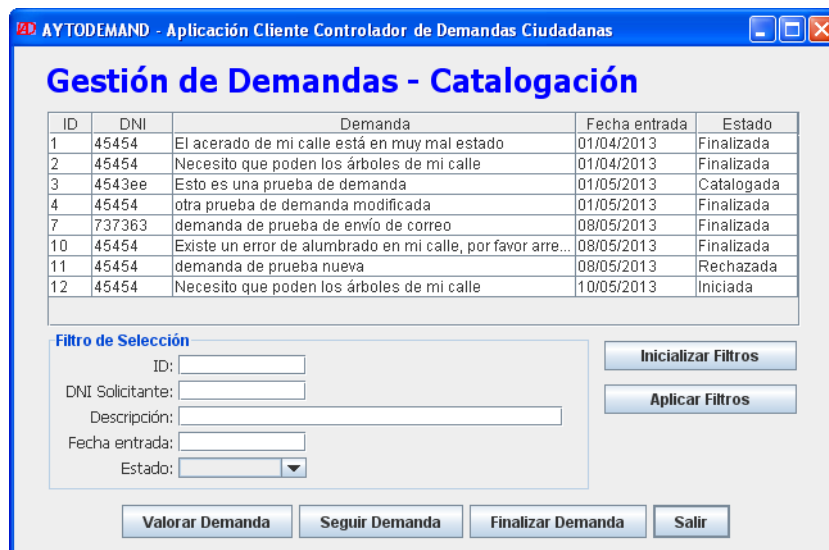 AYTODEMAND - Aplicación Cliente Controlador de Demandas Ciudadanas
Gestión de Demandas - Catalogación
ID DNI Demanda Fecha entrada Estado
1 45454 El acerado de mi calle está en muy mal estado 01/04/2013 Finalizada
2 45454 Necesito que poden los árboles de mi calle 01/04/2013 Finalizada
3 4543ee Esto es una prueba de demanda 01/05/2013 Catalogada
4 45454 otra prueba de demanda modificada 01/05/2013 Finalizada
7 737363 demanda de prueba de envío de correo 08/05/2013 Finalizada
10 45454 Existe un error de alumbrado en mi calle, por favor arre... 08/05/2013 Finalizada
11 45454 demanda de prueba nueva 08/05/2013 Rechazada
12 45454 Necesito que poden los árboles de mi calle 10/05/2013 Iniciada
Filtro de Selección
ID:
DNI Solicitante:
Descripción:
Fecha entrada:
Estado:
Inicializar Filtros
Aplicar Filtros
Valorar Demanda Seguir Demanda Finalizar Demanda Salir